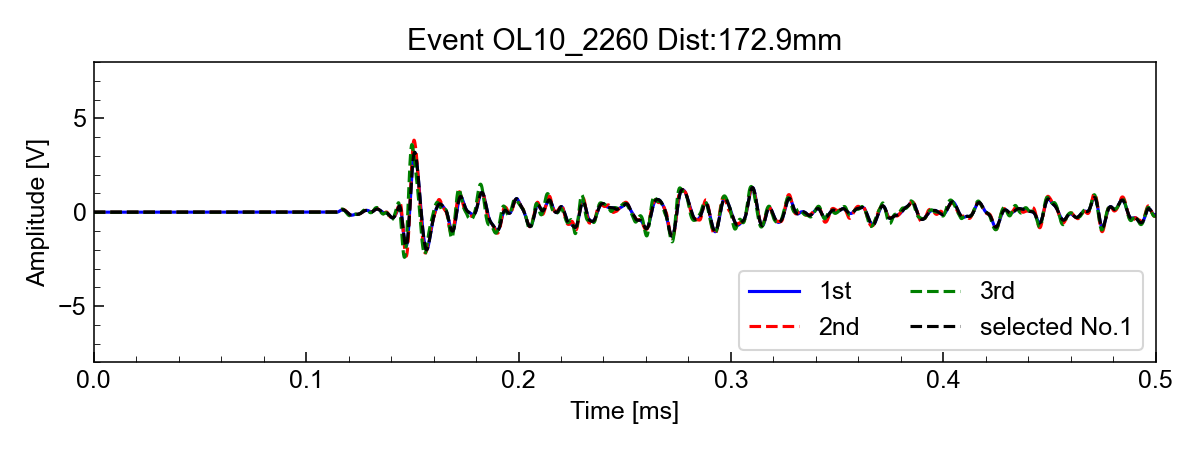 Event OL10_2260 Dist:172.9mm
Amplitude [V]
5
0
−5
1st
2nd
3rd
selected No.1
0.0 0.1 0.2 0.3 0.4 0.5
Time [ms]